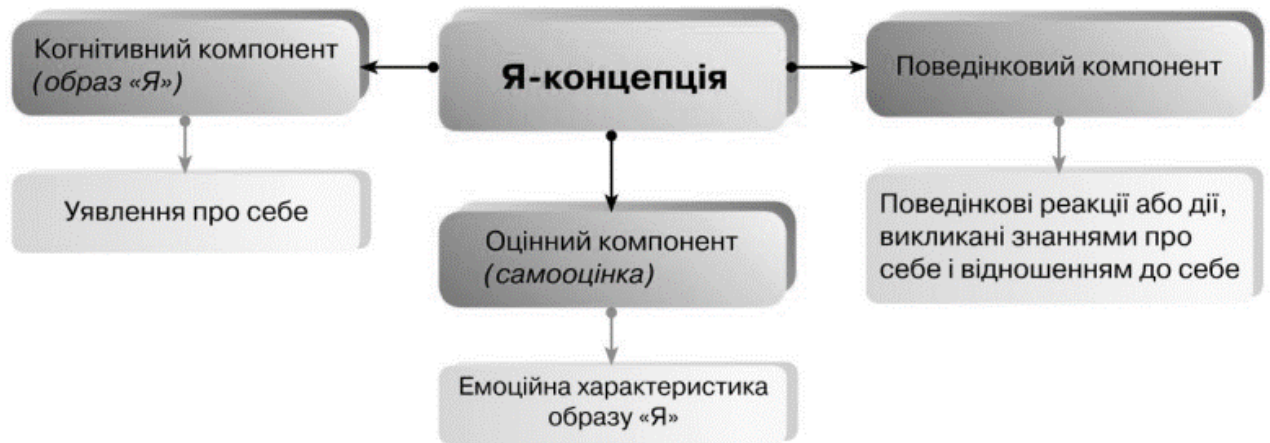 Когнітивний компонент
(образ «Я»)
Уявлення про себе
Я-концепція
Оцінний компонент
(самооцінка)
Емоційна характеристика
образу «Я»
Поведінковий компонент
Поведінкові реакції або дії,
викликані знаннями про
себе і відношенням до себе